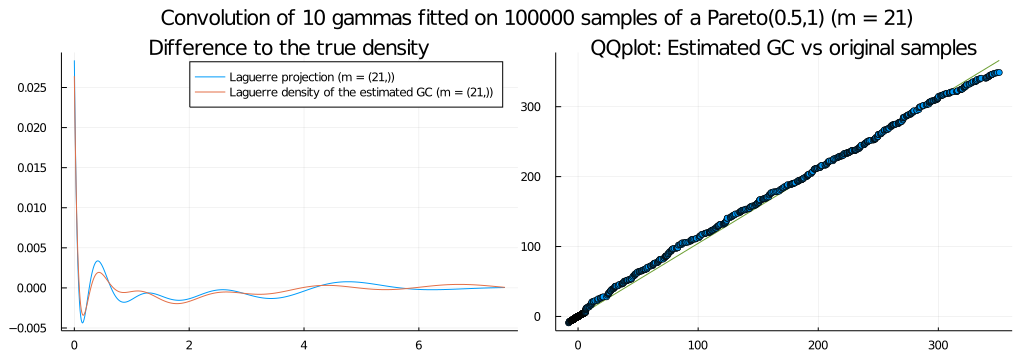 Convolution of 10 gammas fitted on 100000 samples of a Pareto(0.5,1) (m = 21)
Difference to the true density
Laguerre projection (m = (21,))
Laguerre density of the estimated GC (m = (21,))
0.025
0.020
0.015
0.010
0.005
0.000
−0.005
0 2 4 6
QQplot: Estimated GC vs original samples
300
200
100
0
0 100 200 300